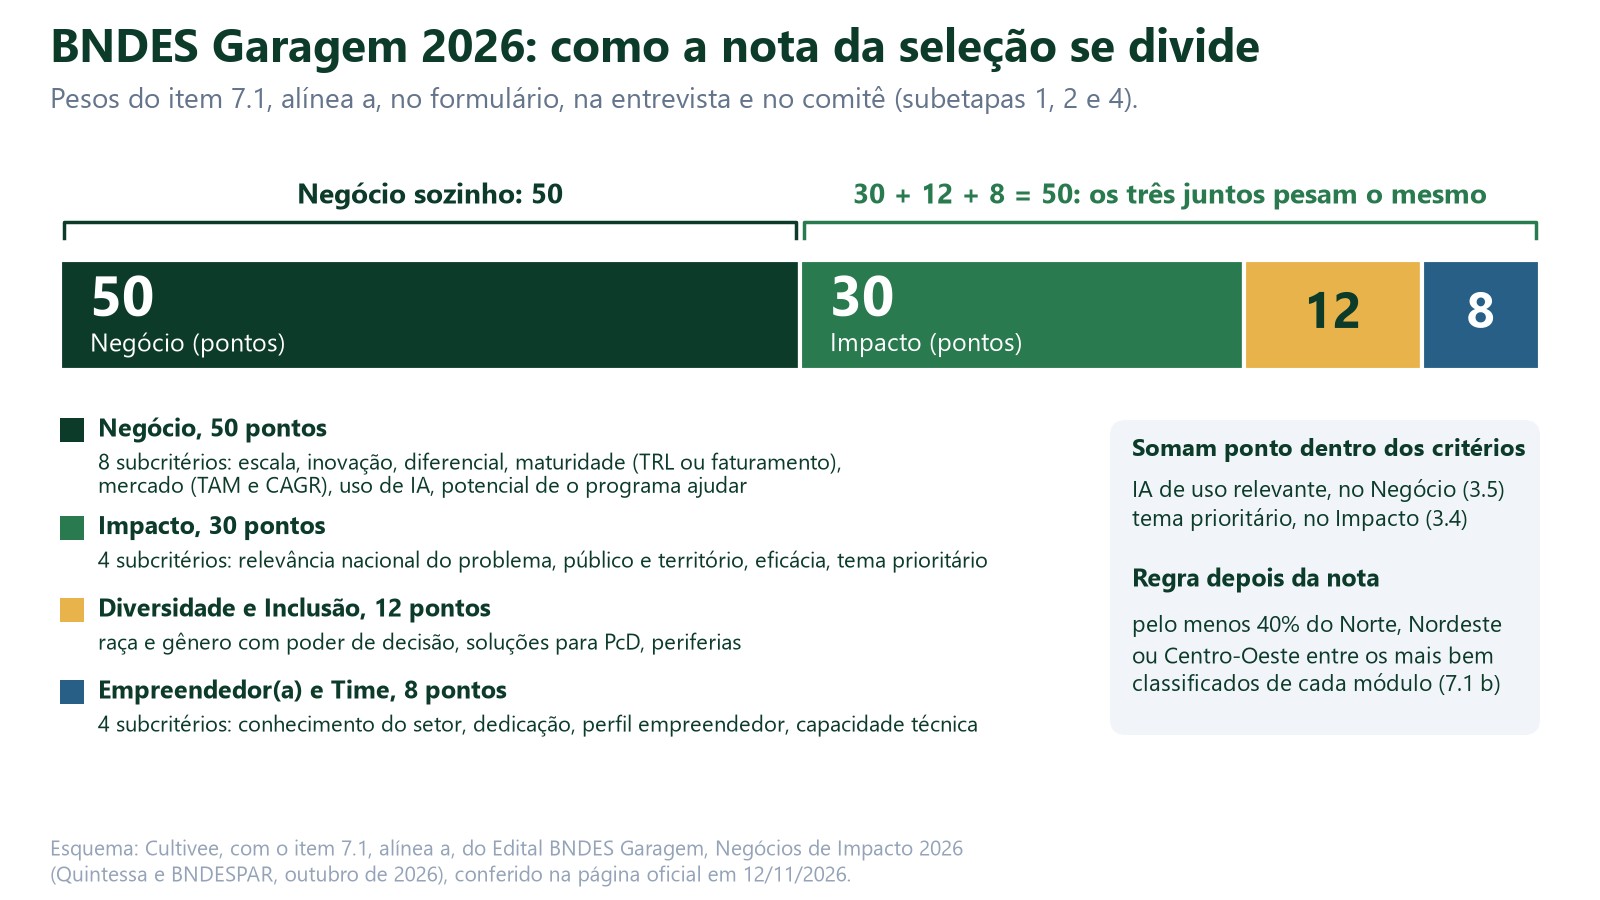 BNDES Garagem 2026: como a nota da seleção se divide
Pesos do item 7.1, alínea a, no formulário, na entrevista e no comitê (subetapas 1, 2 e 4).
Negócio sozinho: 50
30 + 12 + 8 = 50: os três juntos pesam o mesmo
50
Negócio (pontos)
30
Impacto (pontos)
12
8
Negócio, 50 pontos
8 subcritérios: escala, inovação, diferencial, maturidade (TRL ou faturamento),
mercado (TAM e CAGR), uso de IA, potencial de o programa ajudar
Impacto, 30 pontos
4 subcritérios: relevância nacional do problema, público e território, eficácia, tema prioritário
Diversidade e Inclusão, 12 pontos
raça e gênero com poder de decisão, soluções para PcD, periferias
Empreendedor(a) e Time, 8 pontos
4 subcritérios: conhecimento do setor, dedicação, perfil empreendedor, capacidade técnica
Somam ponto dentro dos critérios
IA de uso relevante, no Negócio (3.5)
tema prioritário, no Impacto (3.4)
Regra depois da nota
pelo menos 40% do Norte, Nordeste
ou Centro-Oeste entre os mais bem
classificados de cada módulo (7.1 b)
Esquema: Cultivee, com o item 7.1, alínea a, do Edital BNDES Garagem, Negócios de Impacto 2026
(Quintessa e BNDESPAR, outubro de 2026), conferido na página oficial em 12/11/2026.